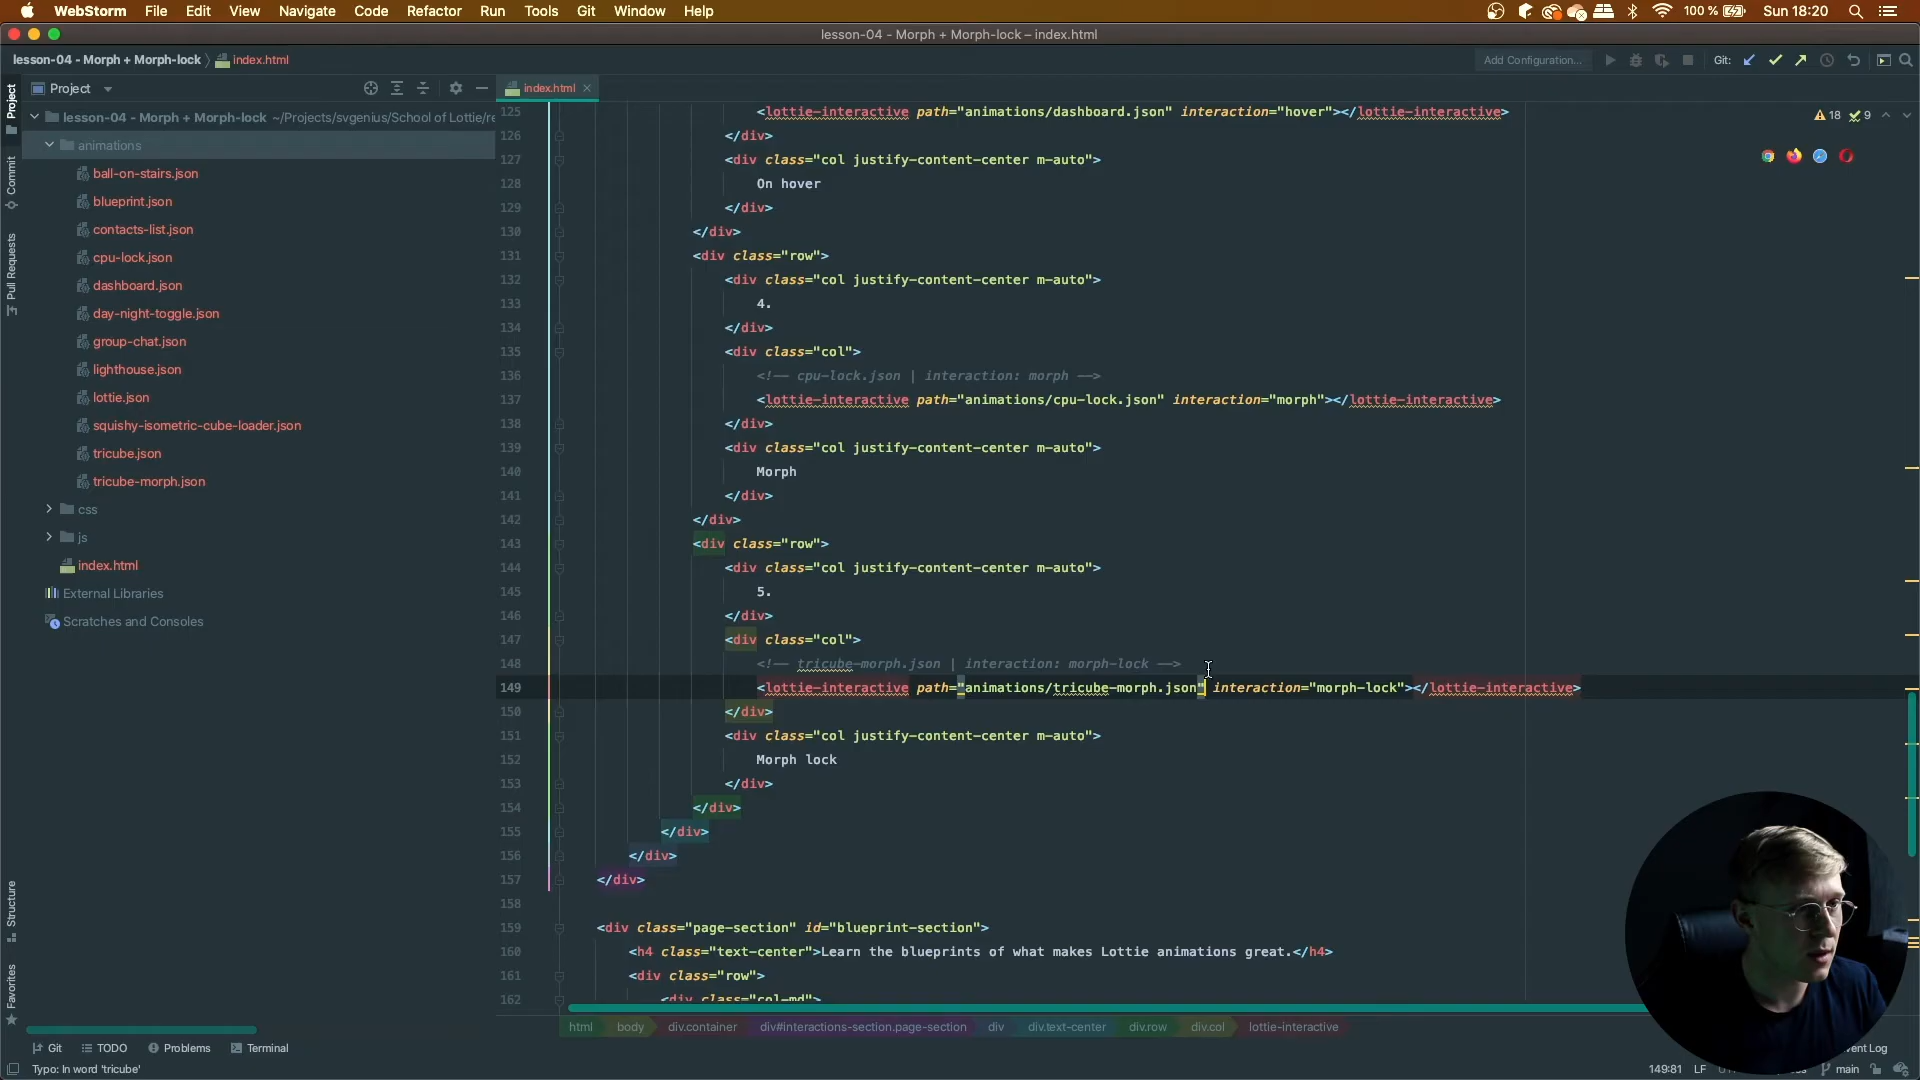 WebStorm File Edit View Navigate Code Refactor Run Tools Git Window Help 100 % Sun 18:20
lesson-04 - Morph + Morph-lock – index.html
lesson-04 - Morph + Morph-lock index.html Add Configuration... Git:
Project index.html
Project
Commit
Pull Requests
Structure
Favorites
lesson-04 - Morph + Morph-lock ~/Projects/svgenius/School of Lottie/re
animations
ball-on-stairs.json
blueprint.json
contacts-list.json
cpu-lock.json
dashboard.json
day-night-toggle.json
group-chat.json
lighthouse.json
lottie.json
squishy-isometric-cube-loader.json
tricube.json
tricube-morph.json
css
js
index.html
External Libraries
Scratches and Consoles
18 9
125 <lottie-interactive path="animations/dashboard.json" interaction="hover"></lottie-interactive>
126 </div>
127 <div class="col justify-content-center m-auto">
128 On hover
129 </div>
130 </div>
131 <div class="row">
132 <div class="col justify-content-center m-auto">
133 4.
134 </div>
135 <div class="col">
136 <!-- cpu-lock.json | interaction: morph -->
137 <lottie-interactive path="animations/cpu-lock.json" interaction="morph"></lottie-interactive>
138 </div>
139 <div class="col justify-content-center m-auto">
140 Morph
141 </div>
142 </div>
143 <div class="row">
144 <div class="col justify-content-center m-auto">
145 5.
146 </div>
147 <div class="col">
148 <!-- tricube-morph.json | interaction: morph-lock -->
149 <lottie-interactive path="animations/tricube-morph.json" interaction="morph-lock"></lottie-interactive>
150 </div>
151 <div class="col justify-content-center m-auto">
152 Morph lock
153 </div>
154 </div>
155 </div>
156 </div>
157 </div>
158
159 <div class="page-section" id="blueprint-section">
160 <h4 class="text-center">Learn the blueprints of what makes Lottie animations great.</h4>
161 <div class="row">
162 <div class="col-md">
html body div.container div#interactions-section.page-section div div.text-center div.row div.col lottie-interactive
Git TODO Problems Terminal Log
Typo: In word 'tricube' 149:81 LF main